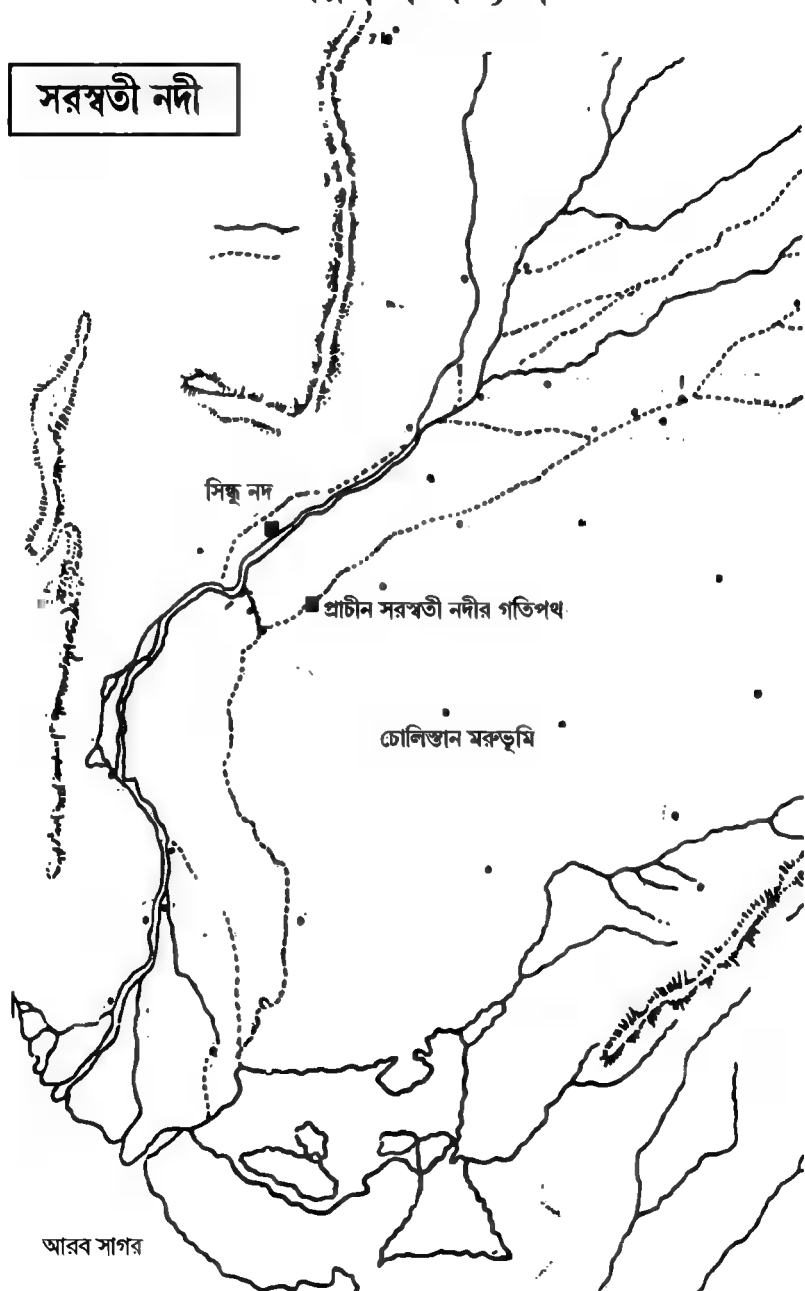 সরস্বতী নদী
সিন্ধু নদ
প্রাচীন সরস্বতী নদীর গতিপথ
চোলিস্তান মরুভূমি
আরব সাগর